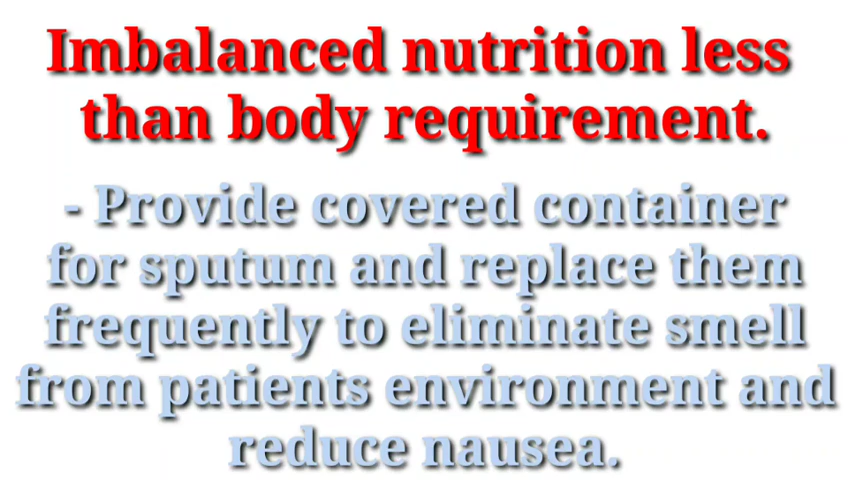 Imbalanced nutrition less
than body requirement.
- Provide covered container
for sputum and replace them
frequently to eliminate smell
from patients environment and
reduce nausea.